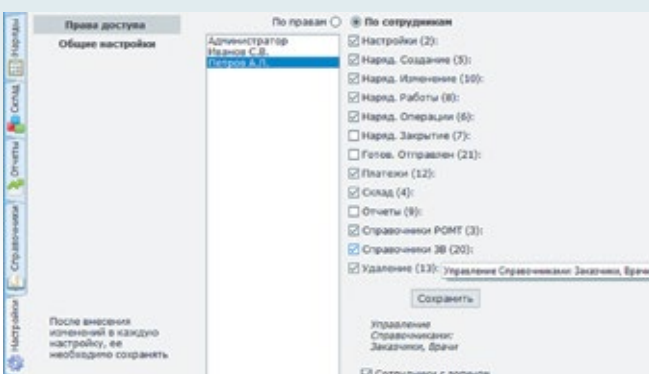 Права доступа
По правам
По сотрудникам
Общие настройки
Администратор
Иванов С.В.
Петров А.Л.
Настройки (2):
Наряд. Создание (5):
Наряд. Изменение (10):
Наряд. Работы (8):
Наряд. Операции (6):
Наряд. Закрытие (7):
Готов. Отправлен (21):
Платежи (12):
Склад (4):
Отчеты (9):
Справочники РОМТ (3):
Справочники ЗВ (20):
Удаление (13):
Управление Справочниками: Заказчики, Врачи
Сохранить
Управление
Справочниками:
Заказчики, Врачи
После внесения
изменений в каждую
настройку, ее
необходимо сохранять
Наряды
Склад
Отчеты
Справочники
Настройки